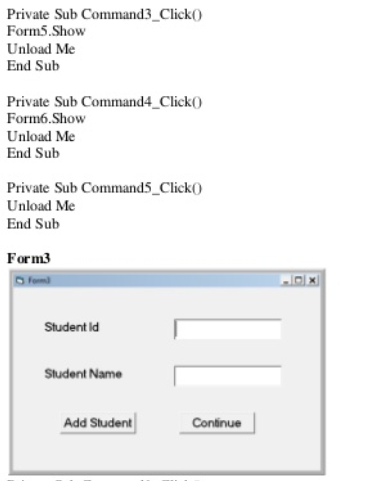 Private Sub Command3_Click()
Form5.Show
Unload Me
End Sub
Private Sub Command4_Click()
Form6.Show
Unload Me
End Sub
Private Sub Command5_Click()
Unload Me
End Sub
Form3
Form3
Student Id
Student Name
Add Student Continue